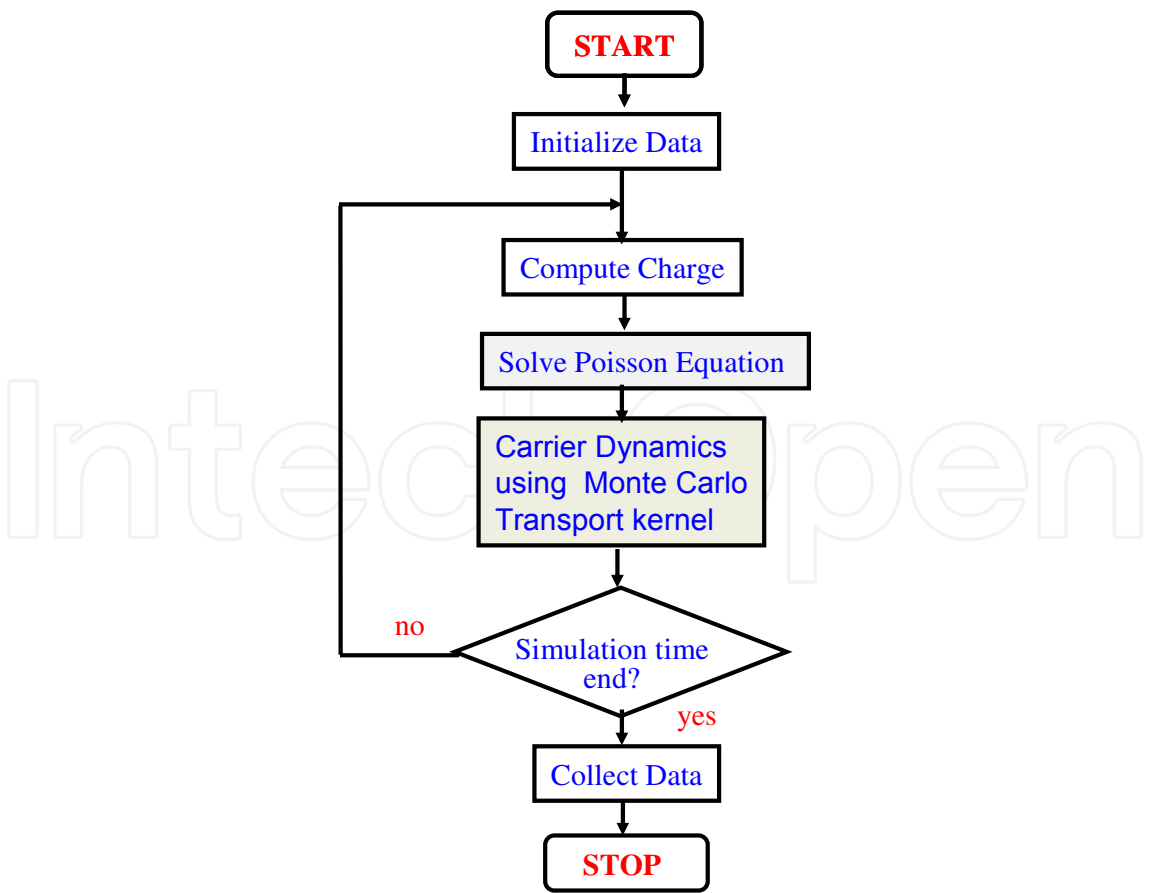 START
Initialize Data
Compute Charge
Solve Poisson Equation
Carrier Dynamics
using Monte Carlo
Transport kernel
no
Simulation time
end?
yes
Collect Data
STOP
IntechOpen